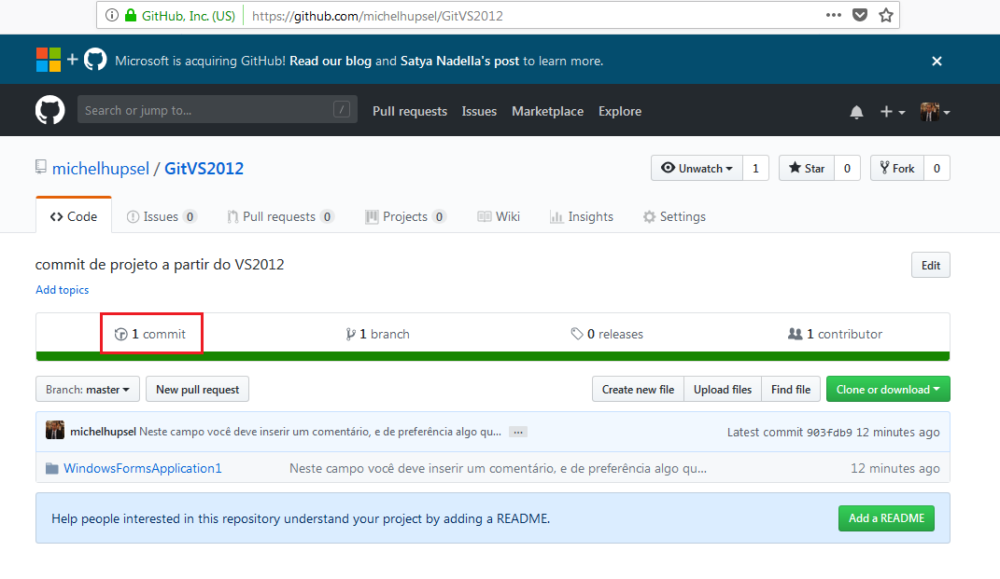 GitHub, Inc. (US) https://github.com/michelhupsel/GitVS2012
Microsoft is acquiring GitHub! Read our blog and Satya Nadella's post to learn more.
Search or jump to... / Pull requests Issues Marketplace Explore
michelhupsel / GitVS2012 Unwatch 1 Star 0 Fork 0
Code Issues 0 Pull requests 0 Projects 0 Wiki Insights Settings
commit de projeto a partir do VS2012 Edit
Add topics
1 commit 1 branch 0 releases 1 contributor
Branch: master New pull request Create new file Upload files Find file Clone or download
michelhupsel Neste campo você deve inserir um comentário, e de preferência algo qu... ... Latest commit 903fdb9 12 minutes ago
WindowsFormsApplication1 Neste campo você deve inserir um comentário, e de preferência algo qu... 12 minutes ago
Help people interested in this repository understand your project by adding a README. Add a README